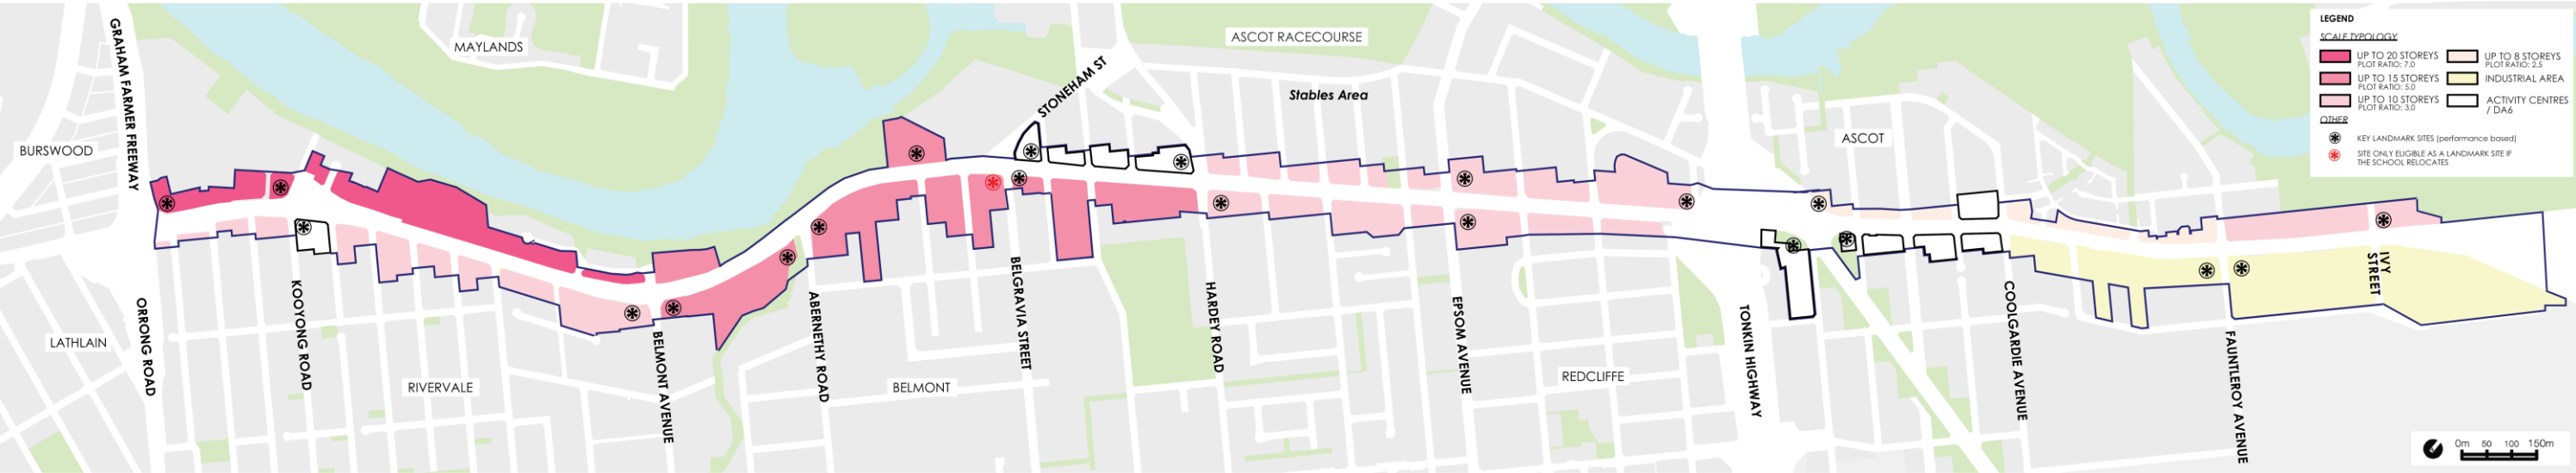 GRAHAM FARMER FREEWAY
MAYLANDS
BURSWOOD
LATHLAIN
ORRONG ROAD
KOOYONG ROAD
RIVERVALE
BELMONT AVENUE
ABERNETHY ROAD
BELMONT
BELGRAVIA STREET
STONEHAM ST
ASCOT RACECOURSE
Stables Area
HARDEY ROAD
EPSOM AVENUE
REDCLIFFE
TONKIN HIGHWAY
ASCOT
COOLGARDIE AVENUE
FAUNTLEROY AVENUE
IVY
STREET
LEGEND
SCALE TYPOLOGY
UP TO 20 STOREYS
PLOT RATIO: 7.0
UP TO 15 STOREYS
PLOT RATIO: 5.0
UP TO 10 STOREYS
PLOT RATIO: 3.0
UP TO 8 STOREYS
PLOT RATIO: 2.5
INDUSTRIAL AREA
ACTIVITY CENTRES
/ DA6
OTHER
KEY LANDMARK SITES (performance based)
SITE ONLY ELIGIBLE AS A LANDMARK SITE IF
THE SCHOOL RELOCATES
0m 50 100 150m